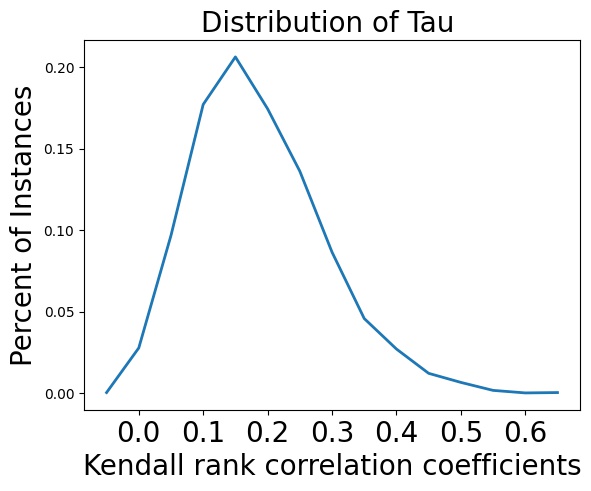 Distribution of Tau
Percent of Instances
0.20
0.15
0.10
0.05
0.00
0.0 0.1 0.2 0.3 0.4 0.5 0.6
Kendall rank correlation coefficients